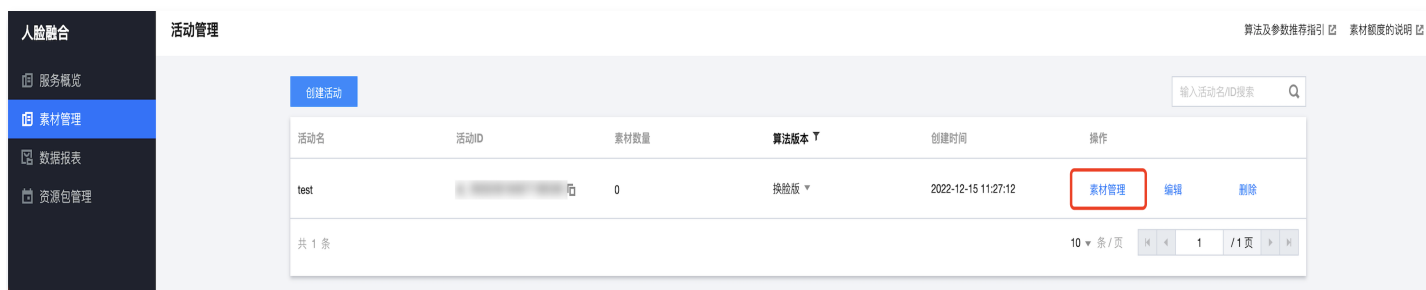 人脸融合
活动管理
算法及参数推荐指引 素材额度的说明
服务概览
素材管理
数据报表
资源包管理
创建活动
输入活动名/ID搜索
活动名 活动ID 素材数量 算法版本 创建时间 操作
test 0 换脸版 2022-12-15 11:27:12 素材管理 编辑 删除
共 1 条 10 条 / 页 1 / 1 页